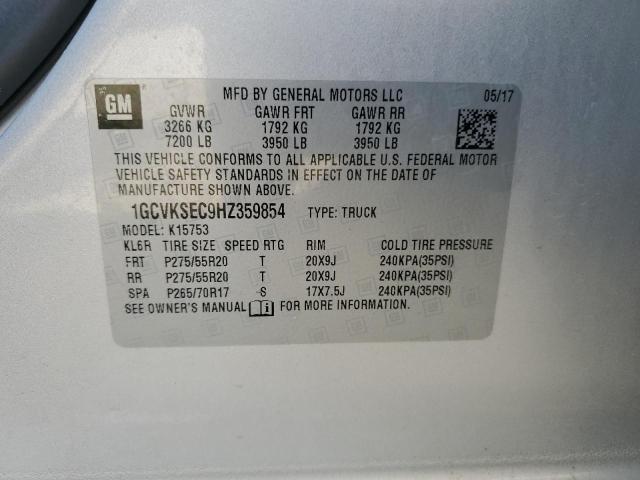 GM
MFD BY GENERAL MOTORS LLC 05/17
GVWR GAWR FRT GAWR RR
3266 KG 1792 KG 1792 KG
7200 LB 3950 LB 3950 LB
THIS VEHICLE CONFORMS TO ALL APPLICABLE U.S. FEDERAL MOTOR
VEHICLE SAFETY STANDARDS IN EFFECT ON THE DATE OF
MANUFACTURE SHOWN ABOVE.
1GCVKSEC9HZ359854 TYPE: TRUCK
MODEL: K15753
KL6R TIRE SIZE SPEED RTG RIM COLD TIRE PRESSURE
FRT P275/55R20 T 20X9J 240KPA(35PSI)
RR P275/55R20 T 20X9J 240KPA(35PSI)
SPA P265/70R17 S 17X7.5J 240KPA(35PSI)
SEE OWNER'S MANUAL FOR MORE INFORMATION.